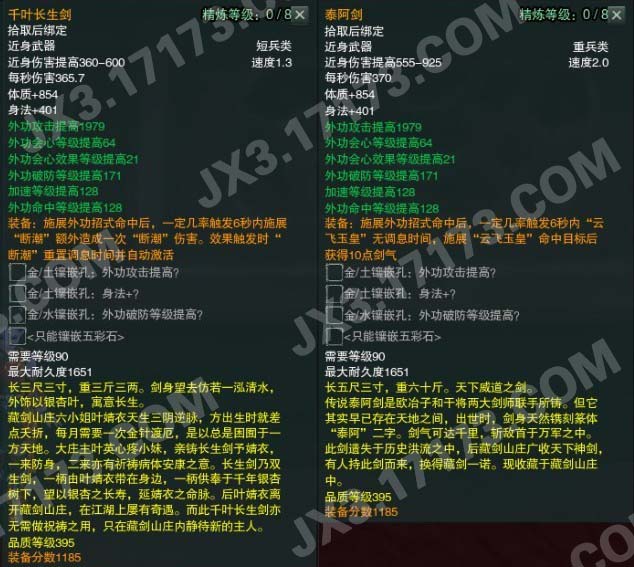 千叶长生剑
精炼等级：0 / 8
拾取后绑定
近身武器
短兵类
近身伤害提高360-600
速度1.3
每秒伤害365.7
体质+854
身法+401
外功攻击提高1979
外功会心等级提高64
外功会心效果等级提高21
外功破防等级提高171
加速等级提高128
外功命中等级提高128
装备：施展外功招式命中后，一定几率触发6秒内施展
“断潮”额外造成一次“断潮”伤害。效果触发时“
断潮”重置调息时间并自动激活
金/土镶嵌孔：外功攻击提高?
金/土镶嵌孔：身法+?
金/水镶嵌孔：外功破防等级提高?
<只能镶嵌五彩石>
需要等级90
最大耐久度1651
长三尺三寸，重三斤三两。剑身望去仿若一泓清水，
外饰以银杏叶，寓意长生。
藏剑山庄六小姐叶婧衣天生三阴逆脉，方出生时就差
点夭折，每月需要一次金针渡厄，是以总是困囿于一
方天地。大庄主叶英心疼小妹，亲铸长生剑予婧衣，
一来防身，二来亦有祈祷病体安康之意。长生剑乃双
生剑，一柄由叶婧衣带在身边，一柄供奉于千年银杏
树下，望以银杏之长寿，延婧衣之命脉。后叶婧衣离
开藏剑山庄，在江湖上屡有奇遇。而此千叶长生剑亦
无需做祝祷之用，只在藏剑山庄内静待新的主人。
品质等级395
装备分数1185
泰阿剑
精炼等级：0 / 8
拾取后绑定
近身武器
重兵类
近身伤害提高555-925
速度2.0
每秒伤害370
体质+854
身法+401
外功攻击提高1979
外功会心等级提高64
外功会心效果等级提高21
外功破防等级提高171
加速等级提高128
外功命中等级提高128
装备：施展外功招式命中后，一定几率触发6秒内“云
飞玉皇”无调息时间，施展“云飞玉皇”命中目标后
获得10点剑气
金/土镶嵌孔：外功攻击提高?
金/土镶嵌孔：身法+?
金/水镶嵌孔：外功破防等级提高?
<只能镶嵌五彩石>
需要等级90
最大耐久度1651
长五尺三寸，重六十斤。天下威道之剑。
传说泰阿剑是欧冶子和干将两大剑师联手所铸。但它
其实早已存在天地之间，出世时，剑身天然镌刻篆体
“泰阿”二字。剑气可达千里，斩敌首于万军之中。
此剑遗失于历史洪流之中，后藏剑山庄广收天下神剑，
有人持此剑而来，换得藏剑一诺。现收藏于藏剑山庄
中。
品质等级395
装备分数1185
JX3.17173.COM
JX3.17173.COM
JX3.17173.COM
JX3.17173.COM